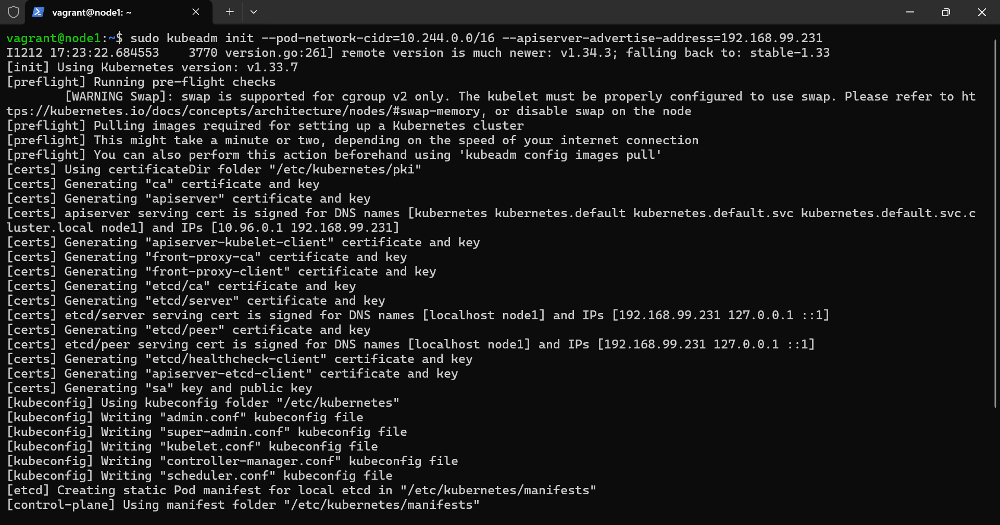 vagrant@node1: ~
vagrant@node1:~$ sudo kubeadm init --pod-network-cidr=10.244.0.0/16 --apiserver-advertise-address=192.168.99.231
I1212 17:23:22.684553    3770 version.go:261] remote version is much newer: v1.34.3; falling back to: stable-1.33
[init] Using Kubernetes version: v1.33.7
[preflight] Running pre-flight checks
        [WARNING Swap]: swap is supported for cgroup v2 only. The kubelet must be properly configured to use swap. Please refer to ht
tps://kubernetes.io/docs/concepts/architecture/nodes/#swap-memory, or disable swap on the node
[preflight] Pulling images required for setting up a Kubernetes cluster
[preflight] This might take a minute or two, depending on the speed of your internet connection
[preflight] You can also perform this action beforehand using 'kubeadm config images pull'
[certs] Using certificateDir folder "/etc/kubernetes/pki"
[certs] Generating "ca" certificate and key
[certs] Generating "apiserver" certificate and key
[certs] apiserver serving cert is signed for DNS names [kubernetes kubernetes.default kubernetes.default.svc kubernetes.default.svc.c
luster.local node1] and IPs [10.96.0.1 192.168.99.231]
[certs] Generating "apiserver-kubelet-client" certificate and key
[certs] Generating "front-proxy-ca" certificate and key
[certs] Generating "front-proxy-client" certificate and key
[certs] Generating "etcd/ca" certificate and key
[certs] Generating "etcd/server" certificate and key
[certs] etcd/server serving cert is signed for DNS names [localhost node1] and IPs [192.168.99.231 127.0.0.1 ::1]
[certs] Generating "etcd/peer" certificate and key
[certs] etcd/peer serving cert is signed for DNS names [localhost node1] and IPs [192.168.99.231 127.0.0.1 ::1]
[certs] Generating "etcd/healthcheck-client" certificate and key
[certs] Generating "apiserver-etcd-client" certificate and key
[certs] Generating "sa" key and public key
[kubeconfig] Using kubeconfig folder "/etc/kubernetes"
[kubeconfig] Writing "admin.conf" kubeconfig file
[kubeconfig] Writing "super-admin.conf" kubeconfig file
[kubeconfig] Writing "kubelet.conf" kubeconfig file
[kubeconfig] Writing "controller-manager.conf" kubeconfig file
[kubeconfig] Writing "scheduler.conf" kubeconfig file
[etcd] Creating static Pod manifest for local etcd in "/etc/kubernetes/manifests"
[control-plane] Using manifest folder "/etc/kubernetes/manifests"